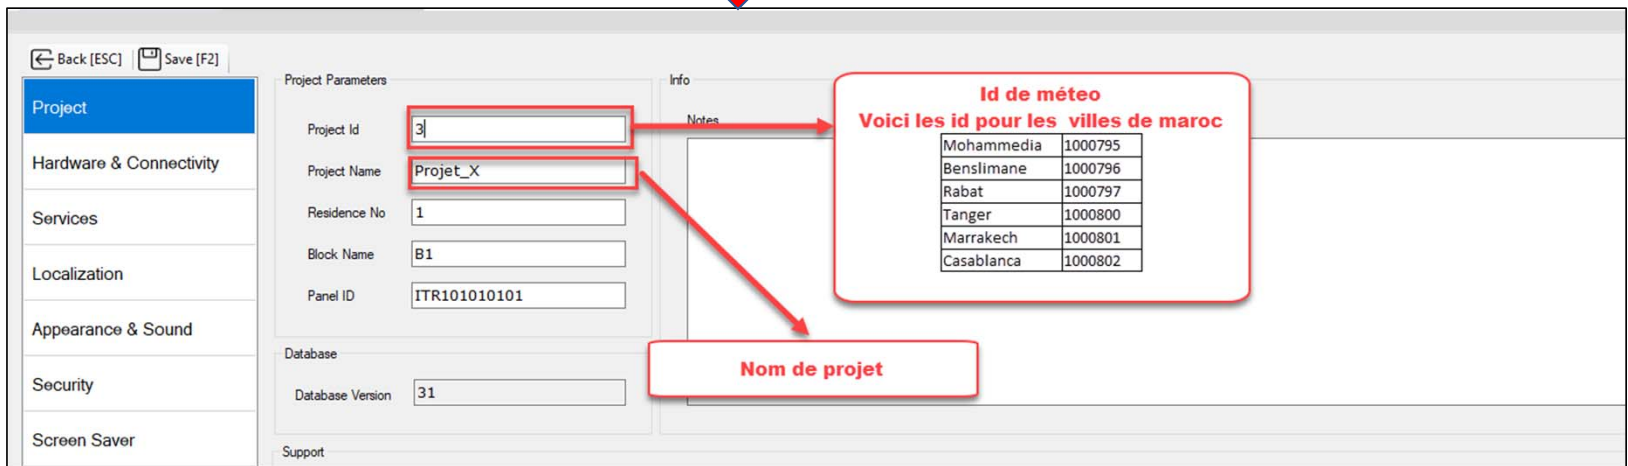 Back [ESC] Save [F2]
Project
Hardware & Connectivity
Services
Localization
Appearance & Sound
Security
Screen Saver
Project Parameters
Project Id 3
Project Name Projet_X
Residence No 1
Block Name B1
Panel ID ITR101010101
Database
Database Version 31
Support
Info
Notes
Id de méteo
Voici les id pour les villes de maroc
Mohammedia 1000795
Benslimane 1000796
Rabat 1000797
Tanger 1000800
Marrakech 1000801
Casablanca 1000802
Nom de projet